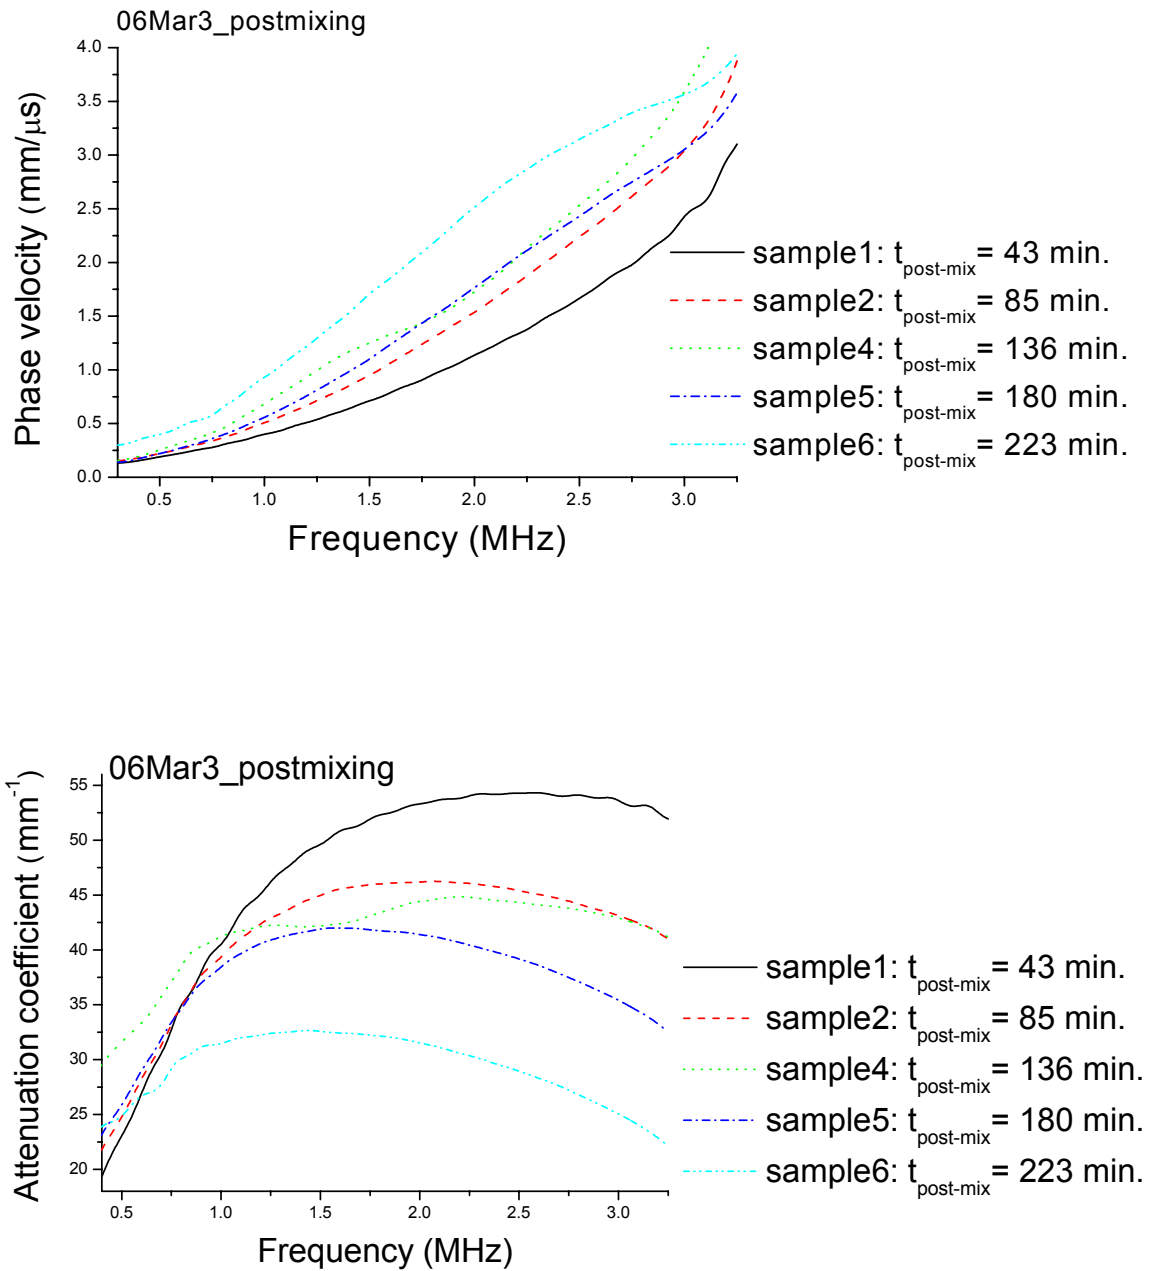 06Mar3_postmixing
4.0
3.5
3.0
2.5
2.0
1.5
1.0
0.5
0.0
Phase velocity (mm/μs)
0.5 1.0 1.5 2.0 2.5 3.0
Frequency (MHz)
sample1: tpost-mix= 43 min.
sample2: tpost-mix= 85 min.
sample4: tpost-mix= 136 min.
sample5: tpost-mix= 180 min.
sample6: tpost-mix= 223 min.
06Mar3_postmixing
55
50
45
40
35
30
25
20
Attenuation coefficient (mm-1)
0.5 1.0 1.5 2.0 2.5 3.0
Frequency (MHz)
sample1: tpost-mix= 43 min.
sample2: tpost-mix= 85 min.
sample4: tpost-mix= 136 min.
sample5: tpost-mix= 180 min.
sample6: tpost-mix= 223 min.